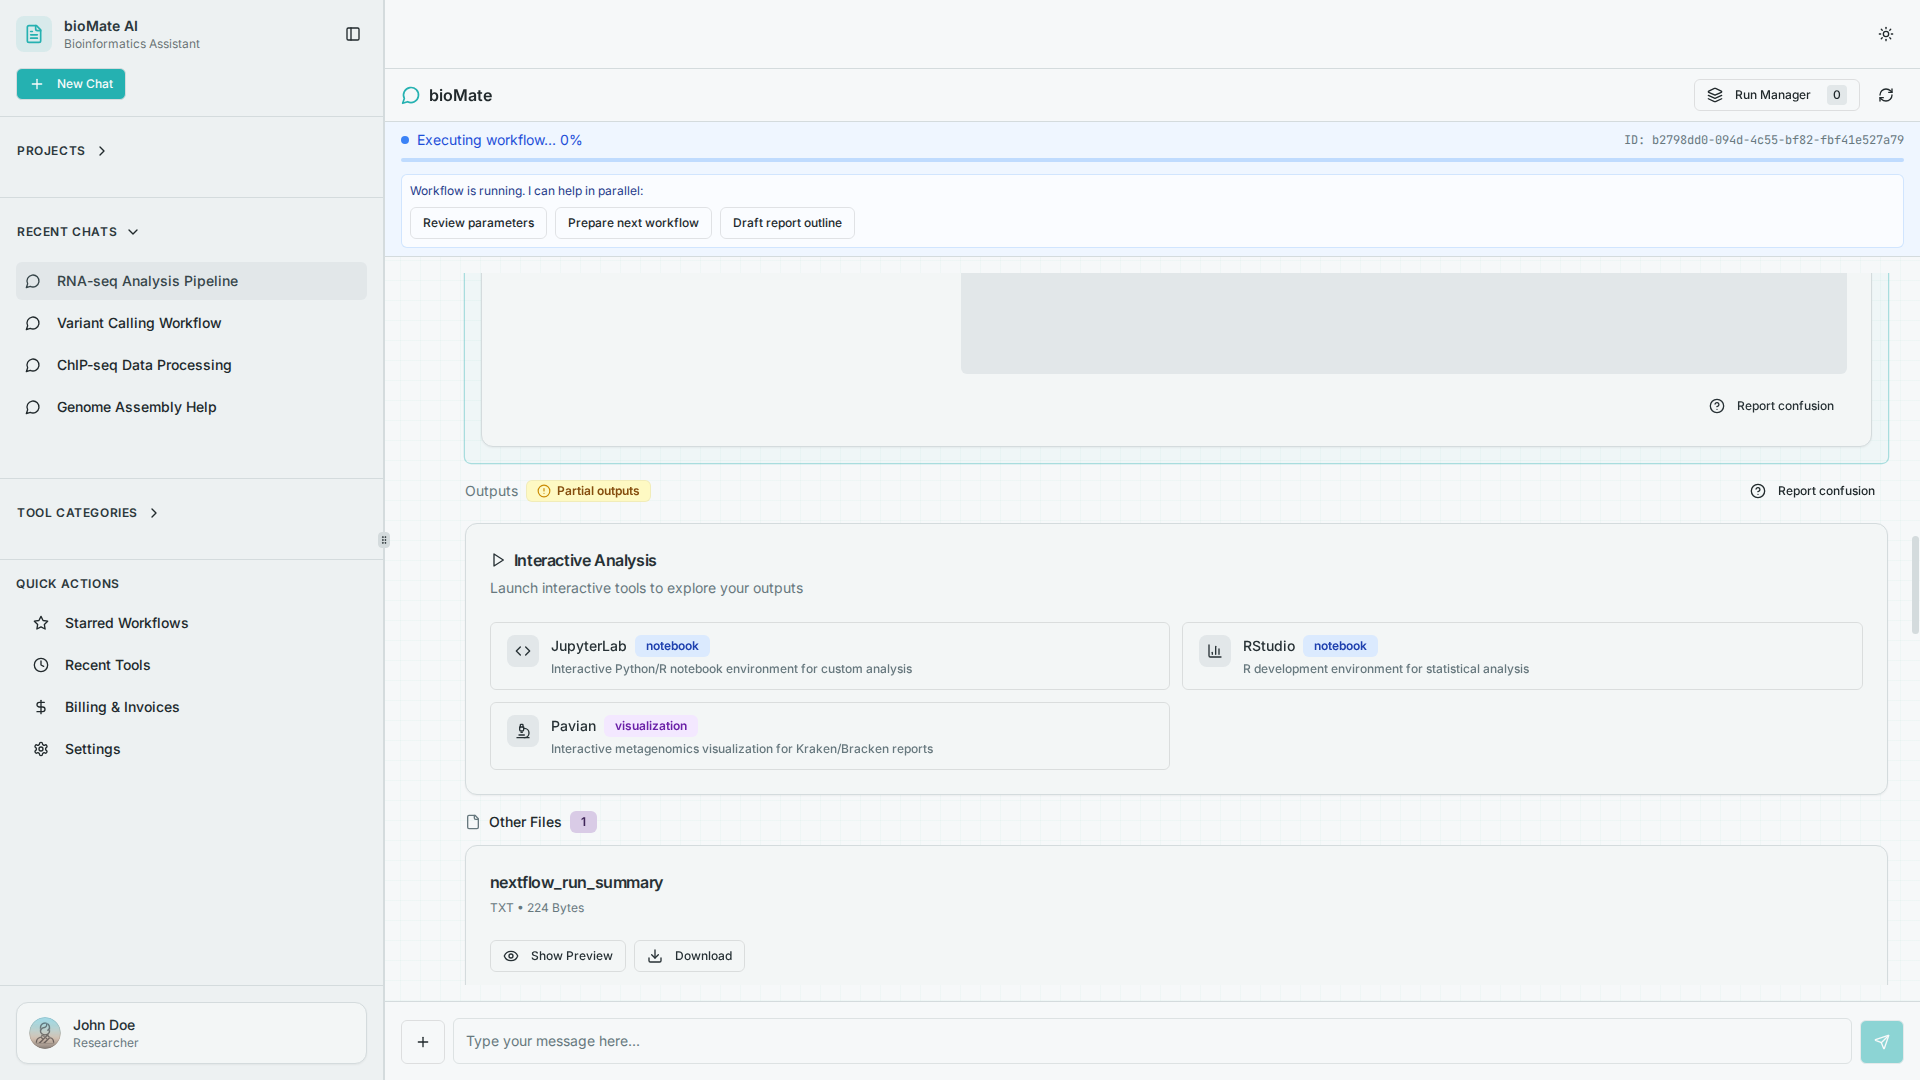 bioMate AI
Bioinformatics Assistant
New Chat
PROJECTS
RECENT CHATS
RNA-seq Analysis Pipeline
Variant Calling Workflow
ChIP-seq Data Processing
Genome Assembly Help
TOOL CATEGORIES
QUICK ACTIONS
Starred Workflows
Recent Tools
Billing & Invoices
Settings
John Doe
Researcher
bioMate
Run Manager 0
Executing workflow... 0%
ID: b2798dd0-094d-4c55-bf82-fbf41e527a79
Workflow is running. I can help in parallel:
Review parameters Prepare next workflow Draft report outline
Report confusion
Outputs Partial outputs Report confusion
Interactive Analysis
Launch interactive tools to explore your outputs
JupyterLab notebook
Interactive Python/R notebook environment for custom analysis
RStudio notebook
R development environment for statistical analysis
Pavian visualization
Interactive metagenomics visualization for Kraken/Bracken reports
Other Files 1
nextflow_run_summary
TXT • 224 Bytes
Show Preview Download
Type your message here...